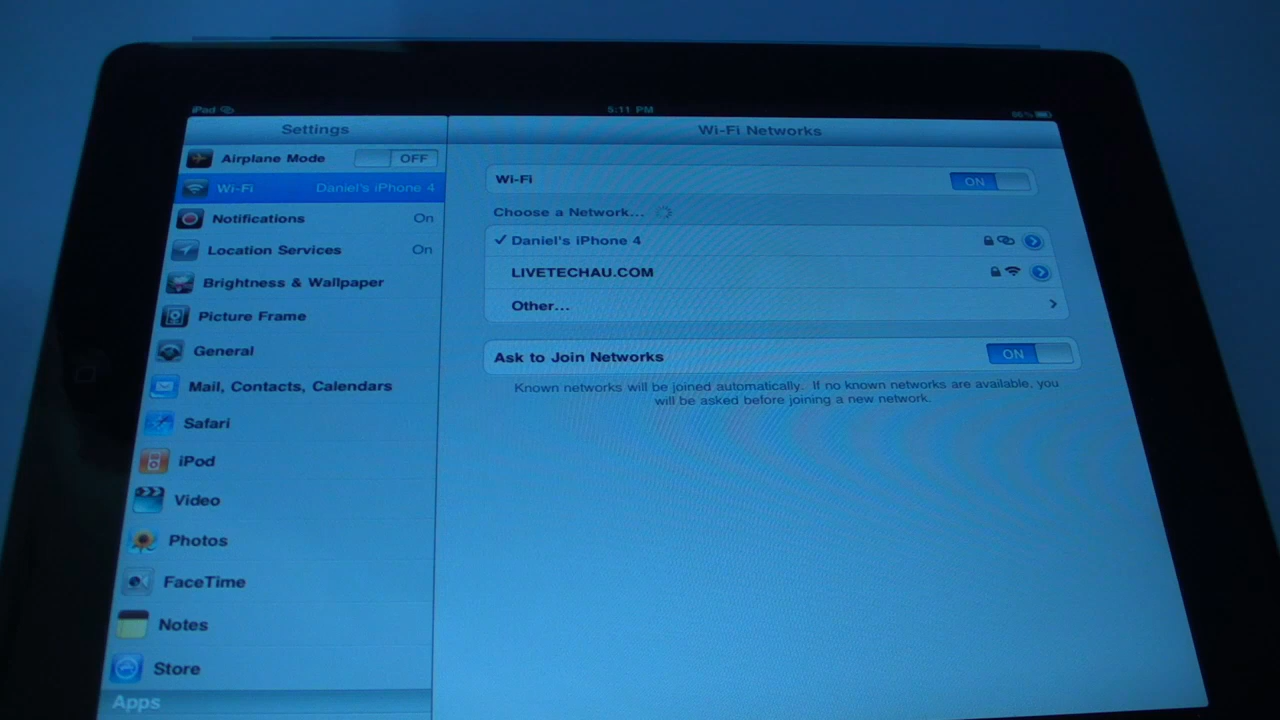 iPad
5:11 PM
66%
Settings
Airplane Mode OFF
Wi-Fi Daniel's iPhone 4
Notifications On
Location Services On
Brightness & Wallpaper
Picture Frame
General
Mail, Contacts, Calendars
Safari
iPod
Video
Photos
FaceTime
Notes
Store
Apps
Wi-Fi Networks
Wi-Fi ON
Choose a Network...
Daniel's iPhone 4
LIVETECHAU.COM
Other...
Ask to Join Networks ON
Known networks will be joined automatically. If no known networks are available, you
will be asked before joining a new network.